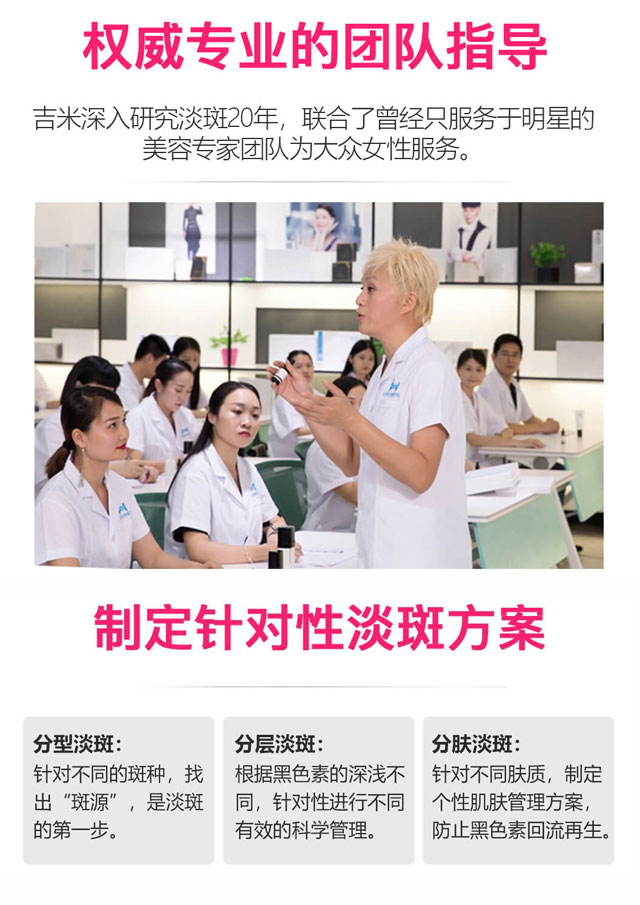 权威专业的团队指导
吉米深入研究淡斑20年，联合了曾经只服务于明星的
美容专家团队为大众女性服务。
制定针对性淡斑方案
分型淡斑：
针对不同的斑种，找
出“斑源”，是淡斑
的第一步。
分层淡斑：
根据黑色素的深浅不
同，针对性进行不同
有效的科学管理。
分肤淡斑：
针对不同肤质，制定
个性肌肤管理方案，
防止黑色素回流再生。